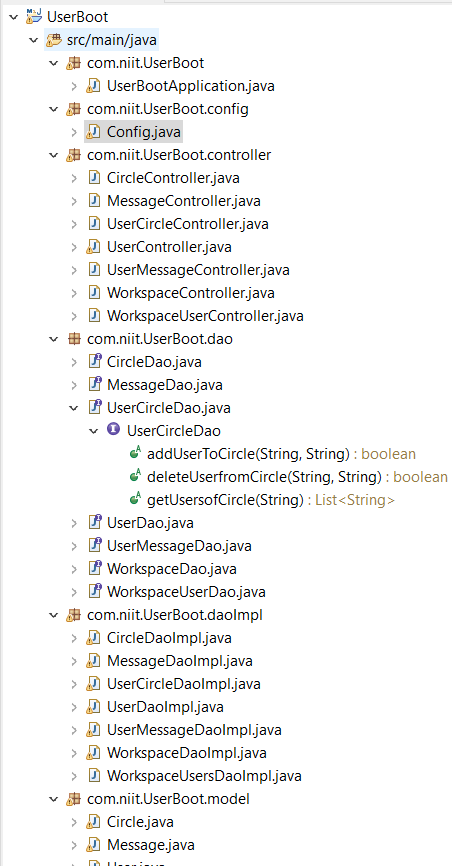 UserBoot
src/main/java
com.niit.UserBoot
UserBootApplication.java
com.niit.UserBoot.config
Config.java
com.niit.UserBoot.controller
CircleController.java
MessageController.java
UserCircleController.java
UserController.java
UserMessageController.java
WorkspaceController.java
WorkspaceUserController.java
com.niit.UserBoot.dao
CircleDao.java
MessageDao.java
UserCircleDao.java
UserCircleDao
addUserToCircle(String, String) : boolean
deleteUserfromCircle(String, String) : boolean
getUsersofCircle(String) : List<String>
UserDao.java
UserMessageDao.java
WorkspaceDao.java
WorkspaceUserDao.java
com.niit.UserBoot.daoImpl
CircleDaoImpl.java
MessageDaoImpl.java
UserCircleDaoImpl.java
UserDaoImpl.java
UserMessageDaoImpl.java
WorkspaceDaoImpl.java
WorkspaceUsersDaoImpl.java
com.niit.UserBoot.model
Circle.java
Message.java
User.java